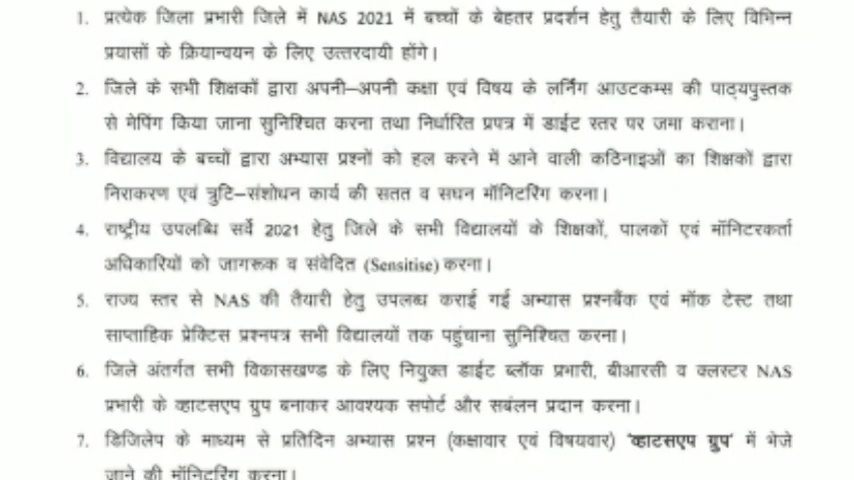 1. प्रत्येक जिला प्रभारी जिले में NAS 2021 में बच्चों के बेहतर प्रदर्शन हेतु तैयारी के लिए विभिन्न
प्रयासों के क्रियान्वयन के लिए उत्तरदायी होंगे।
2. जिले के सभी शिक्षकों द्वारा अपनी–अपनी कक्षा एवं विषय के लर्निंग आउटकम्स की पाठ्यपुस्तक
से मेपिंग किया जाना सुनिश्चित करना तथा निर्धारित प्रपत्र में डाईट स्तर पर जमा कराना।
3. विद्यालय के बच्चों द्वारा अभ्यास प्रश्नों को हल करने में आने वाली कठिनाइओं का शिक्षकों द्वारा
निराकरण एवं त्रुटि–संशोधन कार्य की सतत व सघन मॉनिटरिंग करना।
4. राष्ट्रीय उपलब्धि सर्वे 2021 हेतु जिले के सभी विद्यालयों के शिक्षकों, पालकों एवं मॉनिटरकर्ता
अधिकारियों को जागरूक व संवेदित (Sensitise) करना।
5. राज्य स्तर से NAS की तैयारी हेतु उपलब्ध कराई गई अभ्यास प्रश्नबैंक एवं मॉक टेस्ट तथा
साप्ताहिक प्रेक्टिस प्रश्नपत्र सभी विद्यालयों तक पहुंचाना सुनिश्चित करना।
6. जिले अंतर्गत सभी विकासखण्ड के लिए नियुक्त डाईट ब्लॉक प्रभारी, बीआरसी व क्लस्टर NAS
प्रभारी के व्हाटसएप ग्रुप बनाकर आवश्यक सपोर्ट और सबंलन प्रदान करना।
7. डिजिलेप के माध्यम से प्रतिदिन अभ्यास प्रश्न (कक्षावार एवं विषयवार) 'व्हाटसएप ग्रुप' में भेजे
जाने की मॉनिटरिंग करना।